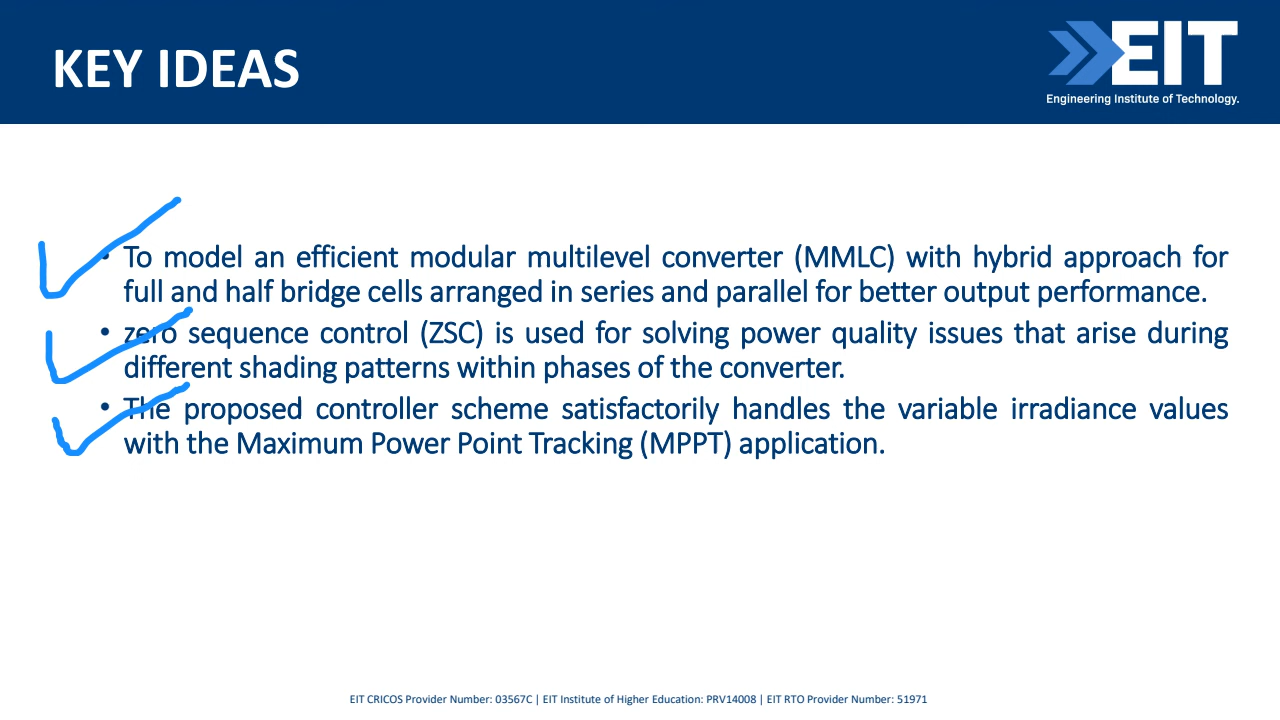 KEY IDEAS
EIT
Engineering Institute of Technology.
• To model an efficient modular multilevel converter (MMLC) with hybrid approach for
full and half bridge cells arranged in series and parallel for better output performance.
• zero sequence control (ZSC) is used for solving power quality issues that arise during
different shading patterns within phases of the converter.
• The proposed controller scheme satisfactorily handles the variable irradiance values
with the Maximum Power Point Tracking (MPPT) application.
EIT CRICOS Provider Number: 03567C | EIT Institute of Higher Education: PRV14008 | EIT RTO Provider Number: 51971